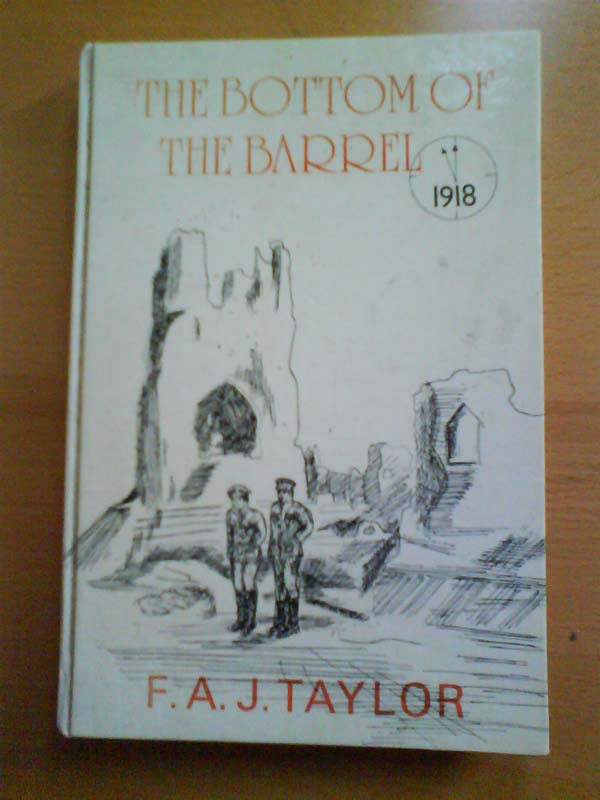 THE BOTTOM OF
THE BARREL
1918
F. A. J. TAYLOR